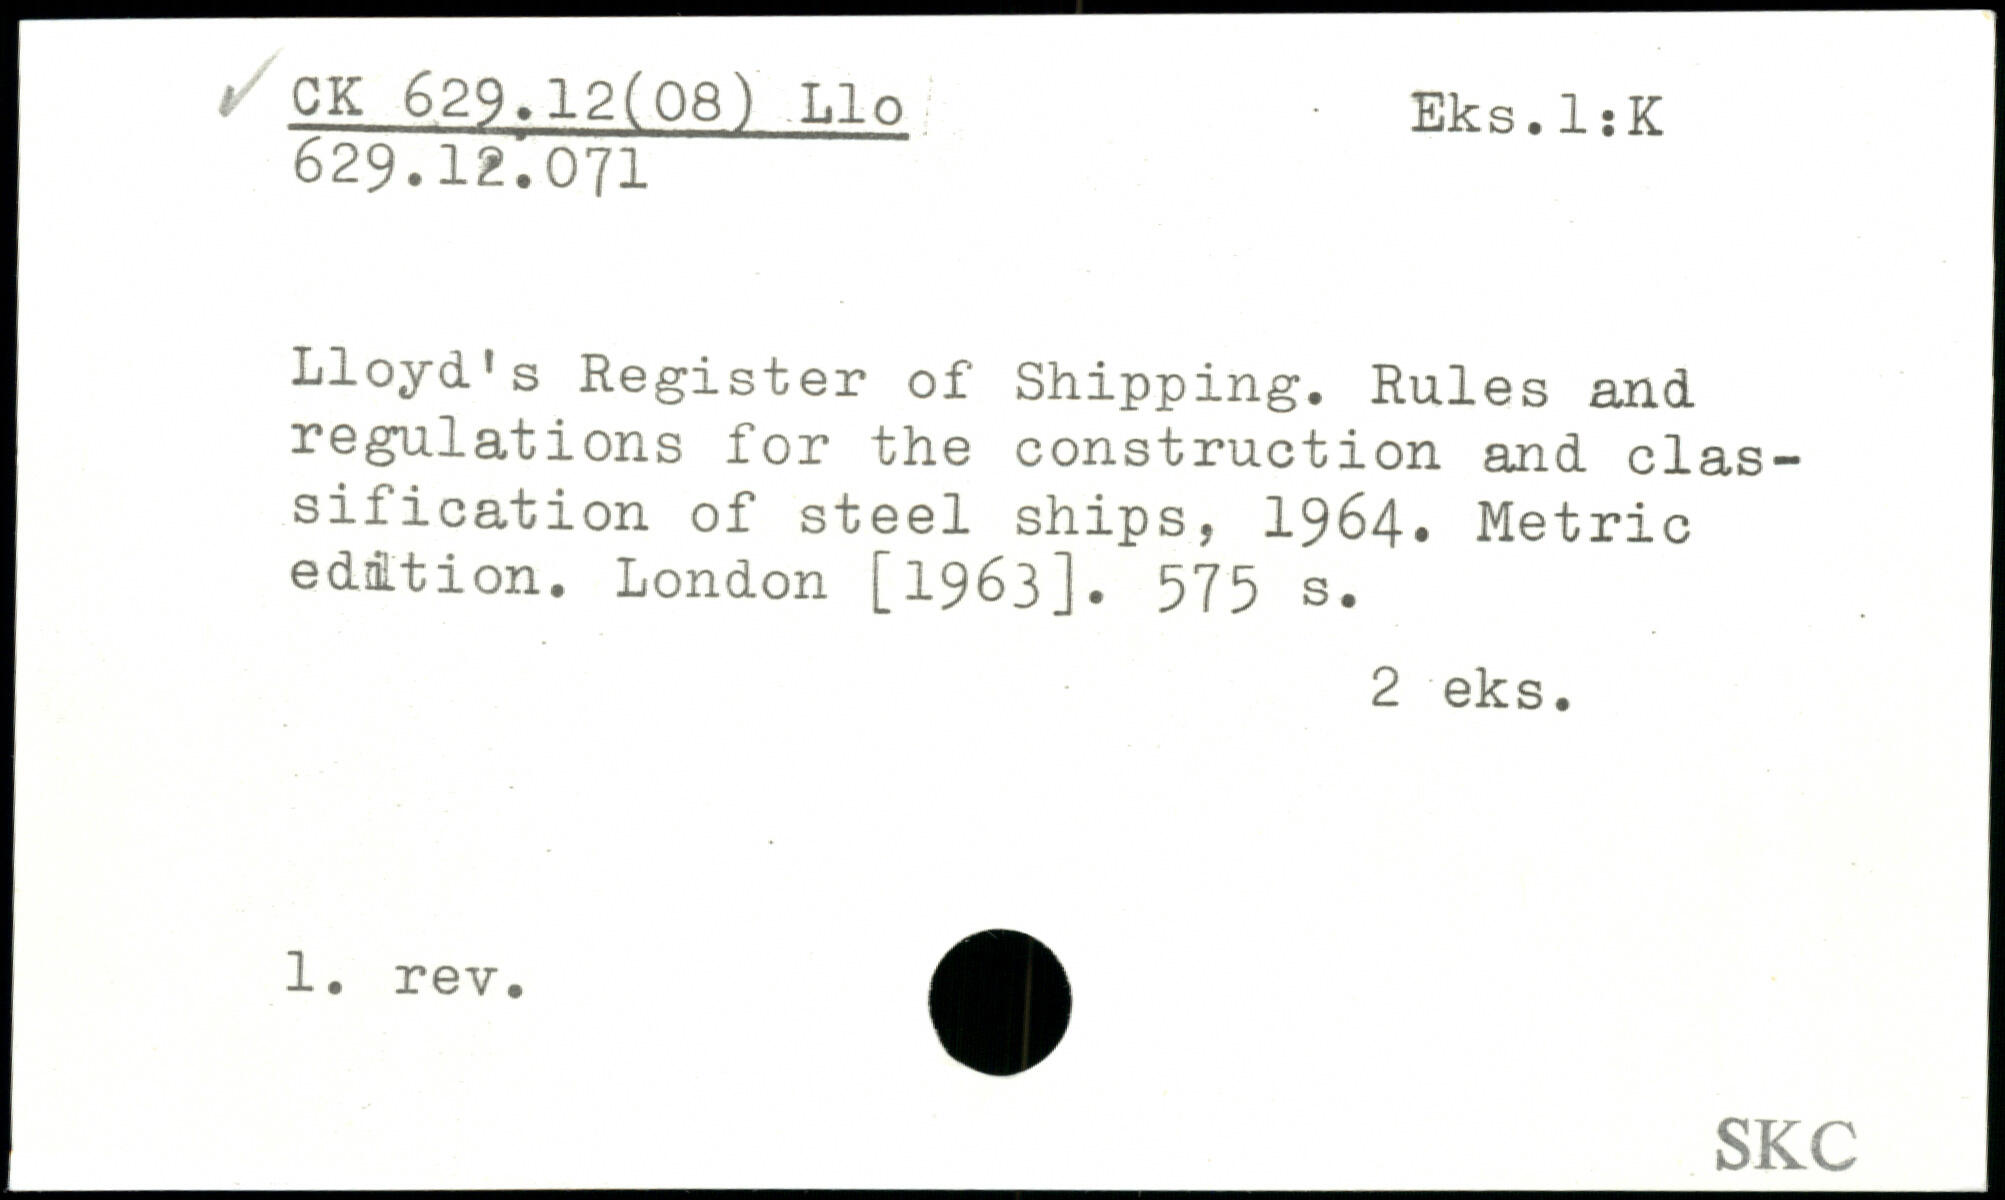 ✓ CK 629.12(08) Llo
Eks.1:K
629.12.071
Lloyd's Register of Shipping. Rules and
regulations for the construction and clas-
sification of steel ships, 1964. Metric
edition. London [1963]. 575 s.
2 eks.
1. rev.
SKC